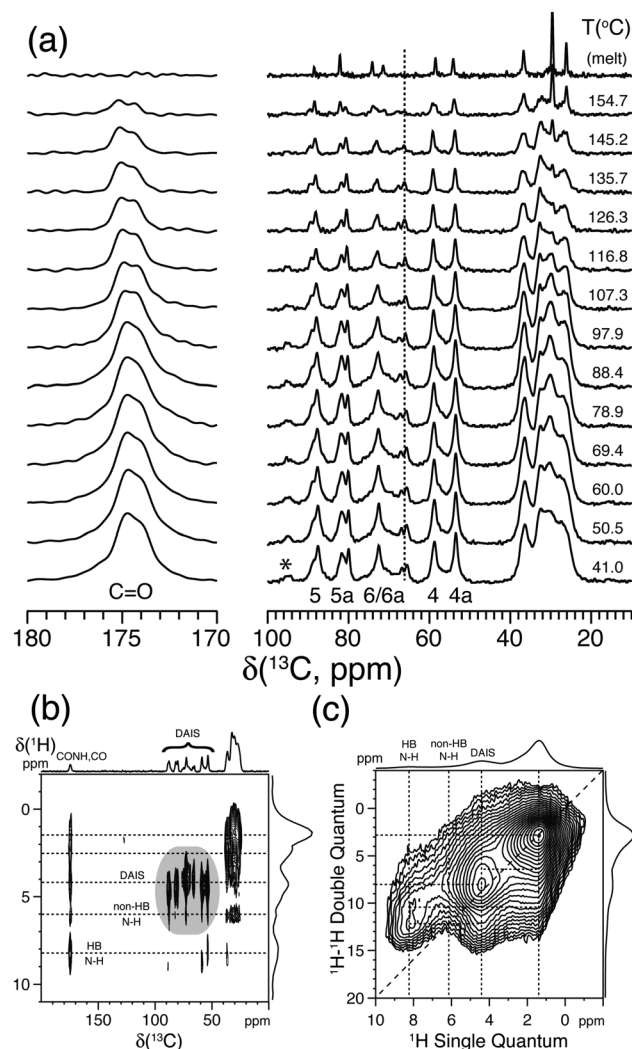 (a)
T(°C)
(melt)
154.7
145.2
135.7
126.3
116.8
107.3
97.9
88.4
78.9
69.4
60.0
50.5
41.0
*
C=O
5 5a 6/6a 4 4a
180 175 170 100 80 60 40 20
δ(¹³C, ppm)
(b)
δ(¹H)
ppm
CONH,CO
DAIS
0
5
10
DAIS
non-HB
N-H
HB
N-H
150 100 50 ppm
δ(¹³C)
(c)
ppm
HB
N-H
non-HB
N-H
DAIS
0
5
10
15
20
¹H-¹H Double Quantum
10 8 6 4 2 0 ppm
¹H Single Quantum